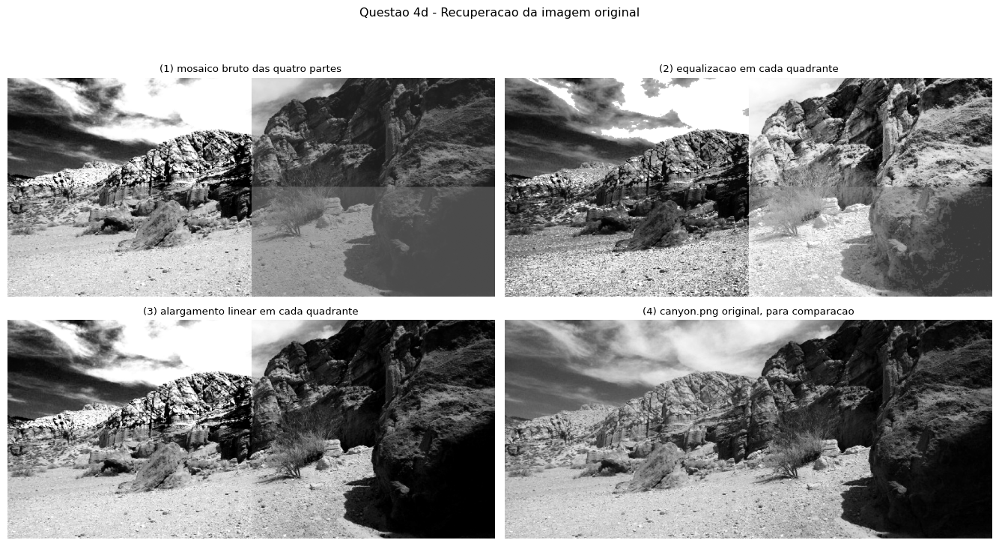 Questao 4d - Recuperacao da imagem original
(1) mosaico bruto das quatro partes
(2) equalizacao em cada quadrante
(3) alargamento linear em cada quadrante
(4) canyon.png original, para comparacao